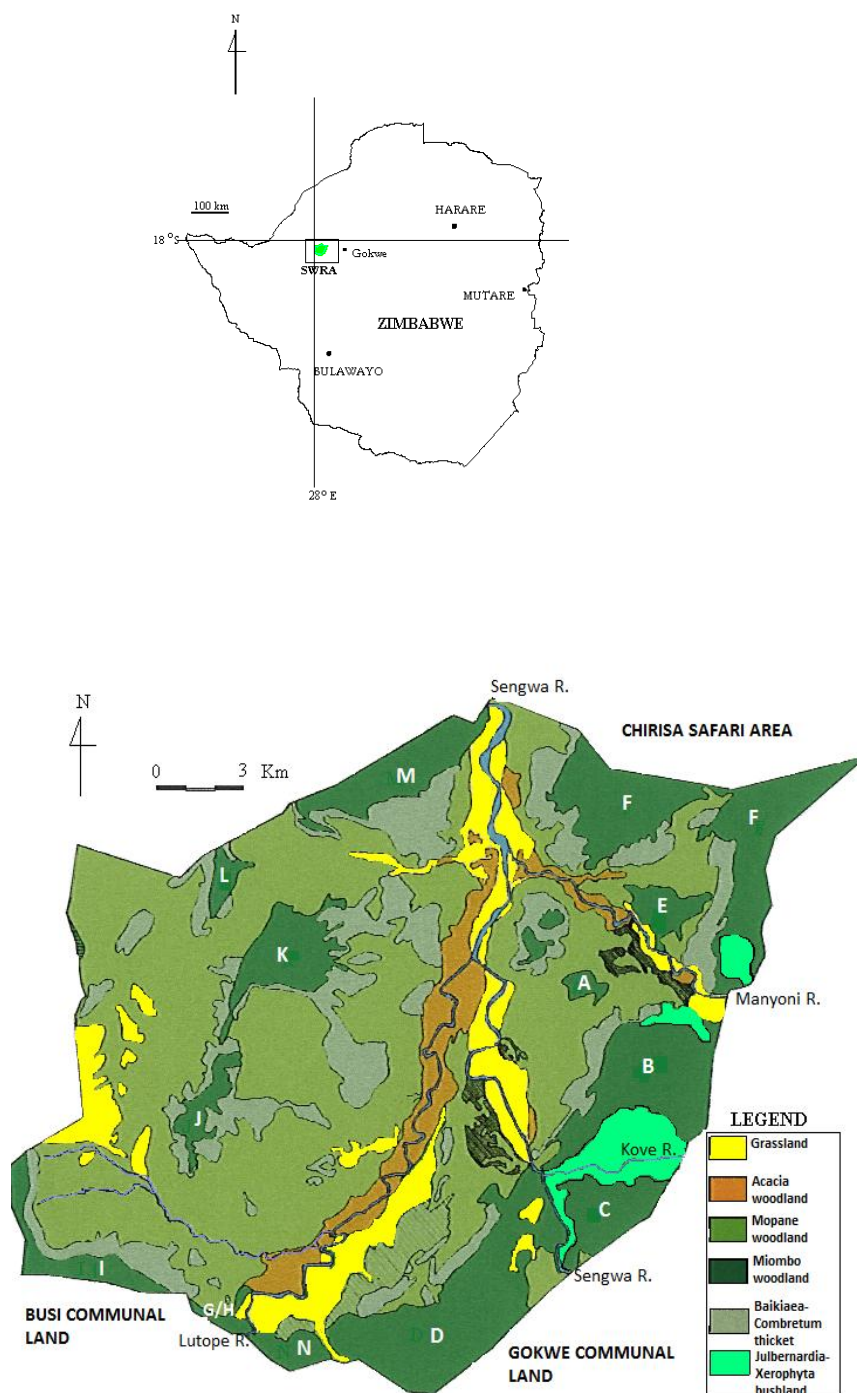 N
100 km
HARARE
18 °S
Gokwe
SWRA
MUTARE
ZIMBABWE
BULAWAYO
28° E
Sengwa R.
N
CHIRISA SAFARI AREA
0 3 Km
M
F
F
L
E
K
A
Manyoni R.
B
J
LEGEND
Grassland
Kove R.
Acacia
woodland
C
Mopane
woodland
I
Sengwa R.
Miombo
woodland
G/H
BUSI COMMUNAL
LAND
Lutope R.
D
N
GOKWE COMMUNAL
LAND
Baikiaea-
Combretum
thicket
Julbernardia-
Xerophyta
bushland